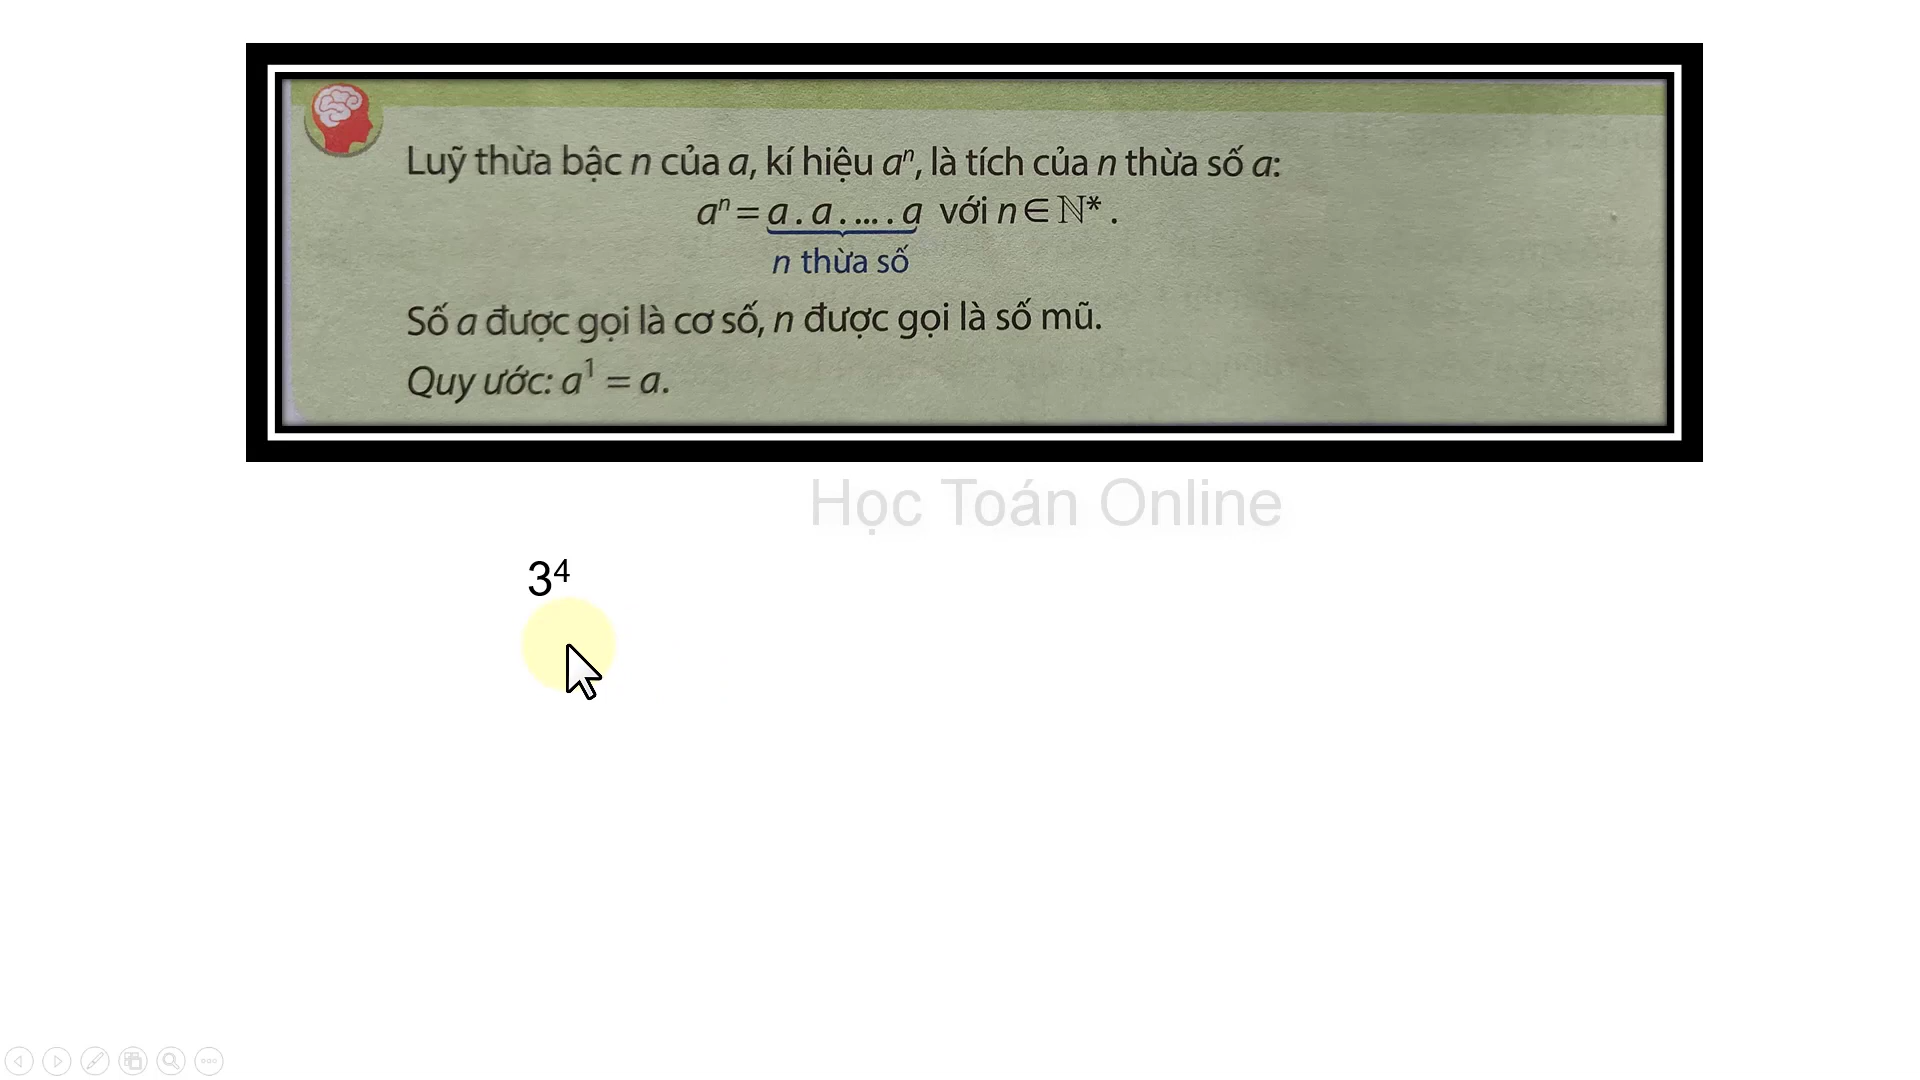 Luỹ thừa bậc n của a, kí hiệu aⁿ, là tích của n thừa số a:
aⁿ = a . a . ... . a với n ∈ ℕ* .
n thừa số
Số a được gọi là cơ số, n được gọi là số mũ.
Quy ước: a¹ = a.
Học Toán Online
3⁴